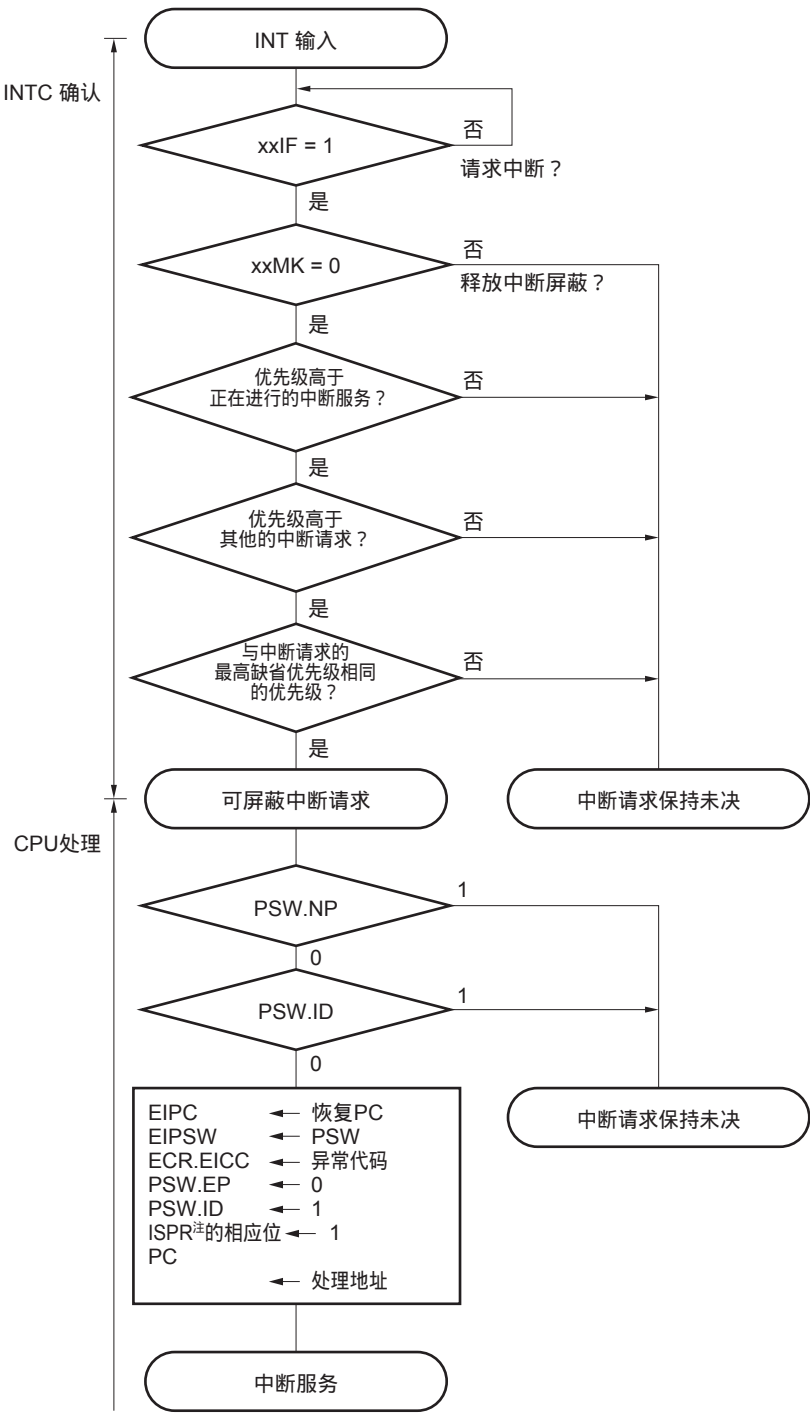 INT 输入
INTC 确认
xxIF = 1
否
请求中断？
是
xxMK = 0
否
释放中断屏蔽？
是
优先级高于
正在进行的中断服务？
否
是
优先级高于
其他的中断请求？
否
是
与中断请求的
最高缺省优先级相同
的优先级？
否
是
可屏蔽中断请求
中断请求保持未决
CPU处理
PSW.NP
1
0
PSW.ID
1
0
中断请求保持未决
EIPC ← 恢复PC
EIPSW ← PSW
ECR.EICC ← 异常代码
PSW.EP ← 0
PSW.ID ← 1
ISPR注的相应位 ← 1
PC
← 处理地址
中断服务